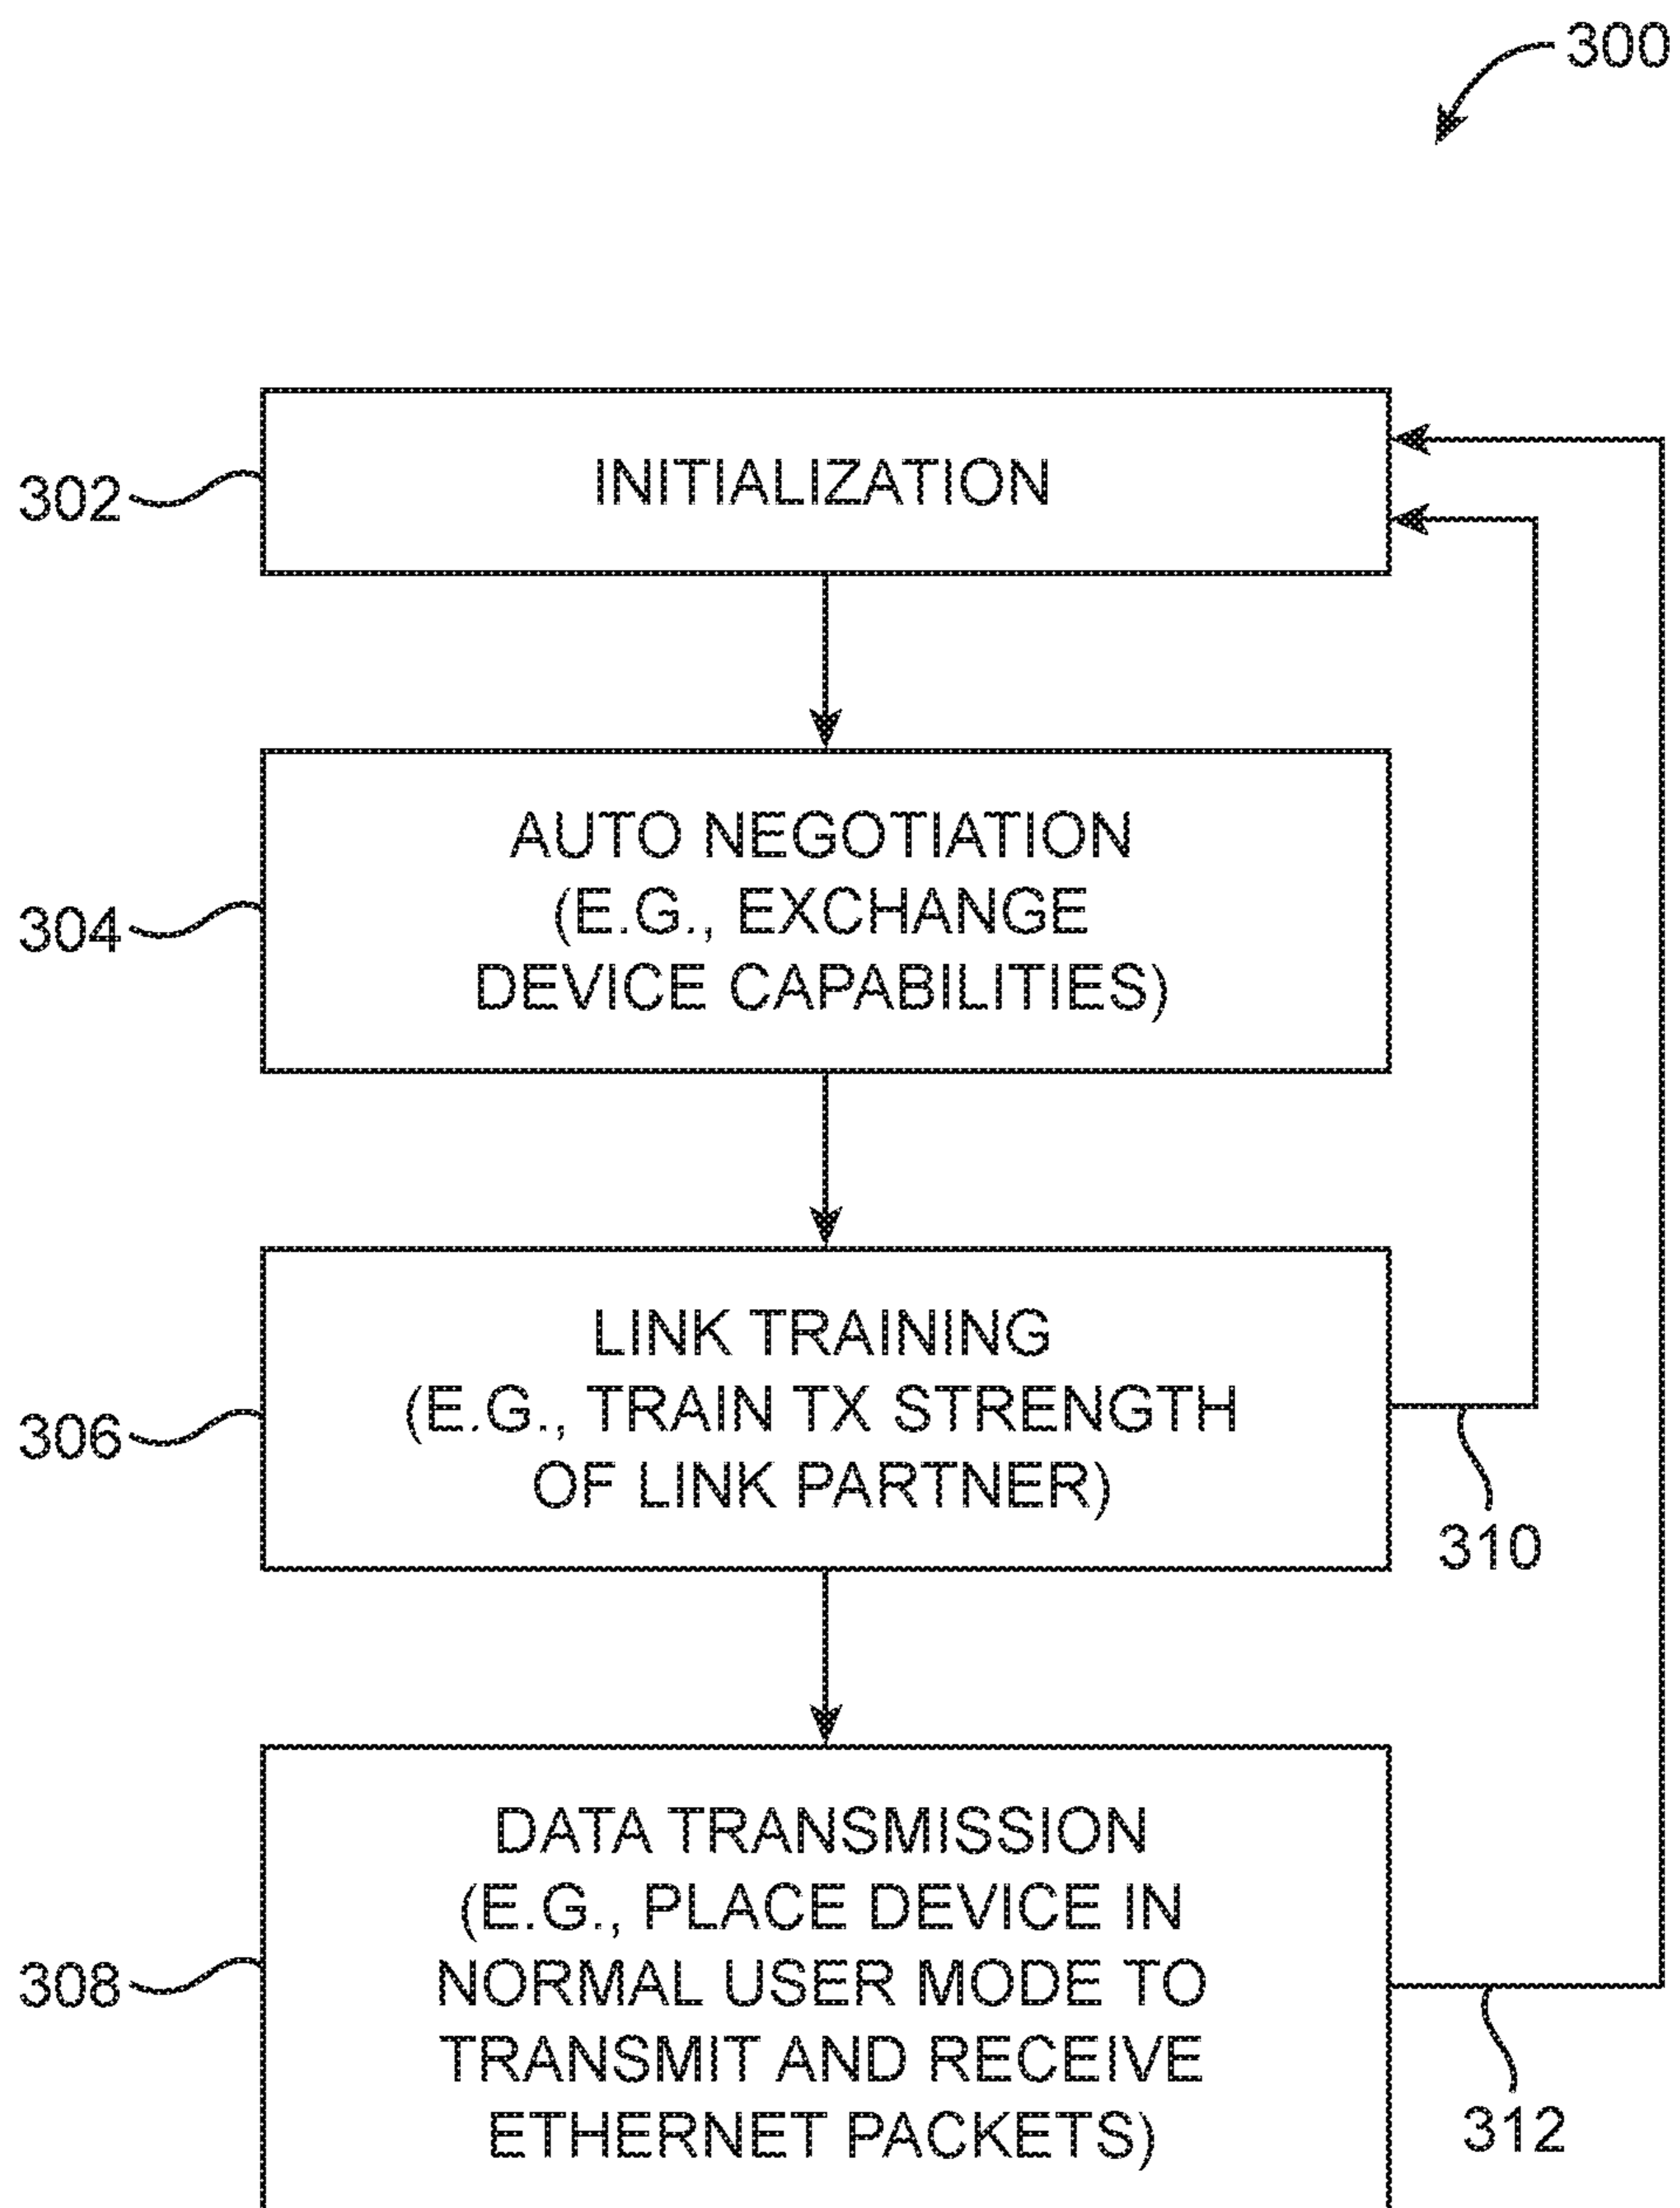 300
302
INITIALIZATION
304
AUTO NEGOTIATION
(E.G., EXCHANGE
DEVICE CAPABILITIES)
306
LINK TRAINING
(E.G., TRAIN TX STRENGTH
OF LINK PARTNER)
310
308
DATA TRANSMISSION
(E.G., PLACE DEVICE IN
NORMAL USER MODE TO
TRANSMIT AND RECEIVE
ETHERNET PACKETS)
312